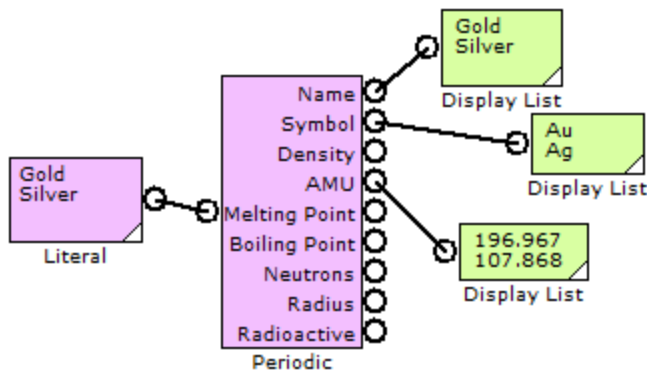 Gold
Silver
Literal
Name
Symbol
Density
AMU
Melting Point
Boiling Point
Neutrons
Radius
Radioactive
Periodic
Gold
Silver
Display List
Au
Ag
Display List
196.967
107.868
Display List